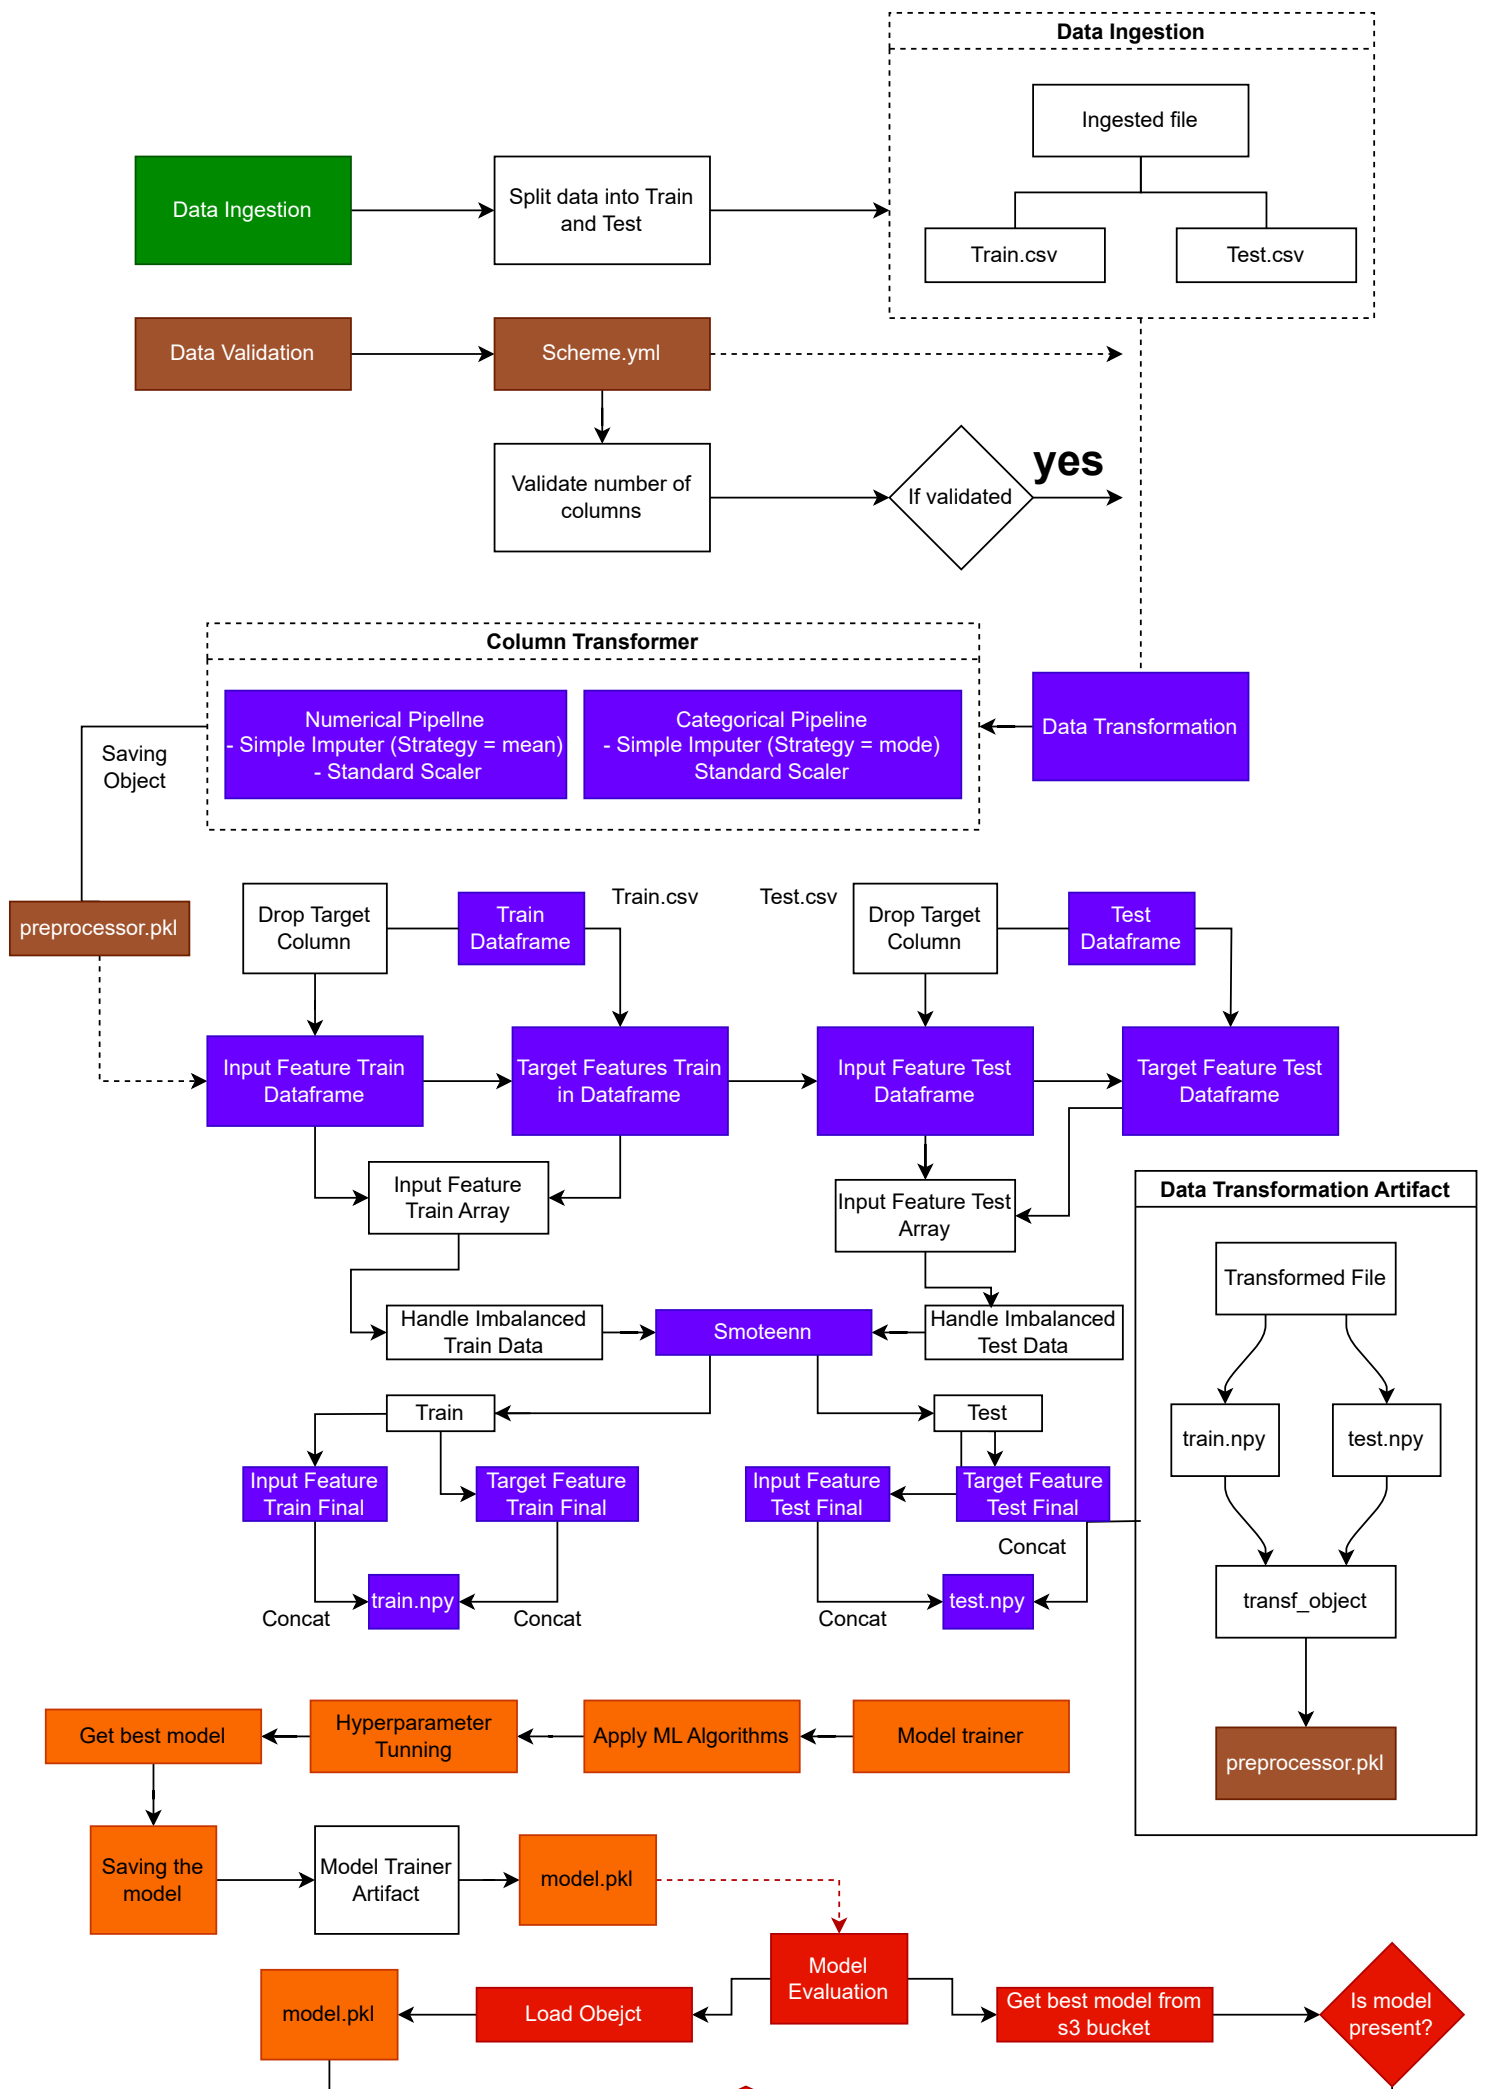 Data Ingestion
Ingested file
Data Ingestion
Split data into Train
and Test
Train.csv
Test.csv
Data Validation
Scheme.yml
Validate number of
columns
If validated
yes
Column Transformer
Numerical Pipellne
- Simple Imputer (Strategy = mean)
- Standard Scaler
Categorical Pipeline
- Simple Imputer (Strategy = mode)
Standard Scaler
Data Transformation
Saving
Object
preprocessor.pkl
Drop Target
Column
Train
Dataframe
Train.csv
Test.csv
Drop Target
Column
Test
Dataframe
Input Feature Train
Dataframe
Target Features Train
in Dataframe
Input Feature Test
Dataframe
Target Feature Test
Dataframe
Input Feature
Train Array
Input Feature Test
Array
Data Transformation Artifact
Transformed File
Handle Imbalanced
Train Data
Smoteenn
Handle Imbalanced
Test Data
Train
Test
train.npy
test.npy
Input Feature
Train Final
Target Feature
Train Final
Input Feature
Test Final
Target Feature
Test Final
Concat
train.npy
Concat
Concat
test.npy
Concat
transf_object
preprocessor.pkl
Get best model
Hyperparameter
Tunning
Apply ML Algorithms
Model trainer
Saving the
model
Model Trainer
Artifact
model.pkl
Model
Evaluation
model.pkl
Load Obejct
Get best model from
s3 bucket
Is model
present?